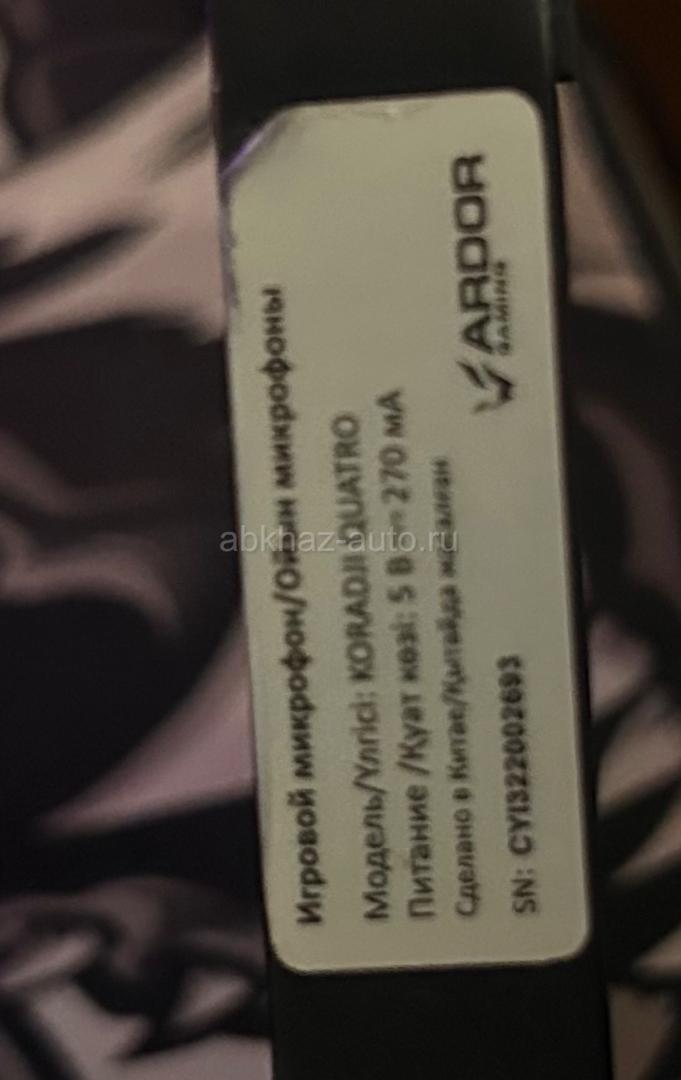 Игровой микрофон/Ойын микрофоны
Модель/Үлгісі: KORADJI QUATRO
Питание /Қуат көзі: 5 В⎓270 мА
Сделано в Китае/Қытайда жасалған
SN: CYI322002693
ARDOR
GAMING
abkhaz-auto.ru